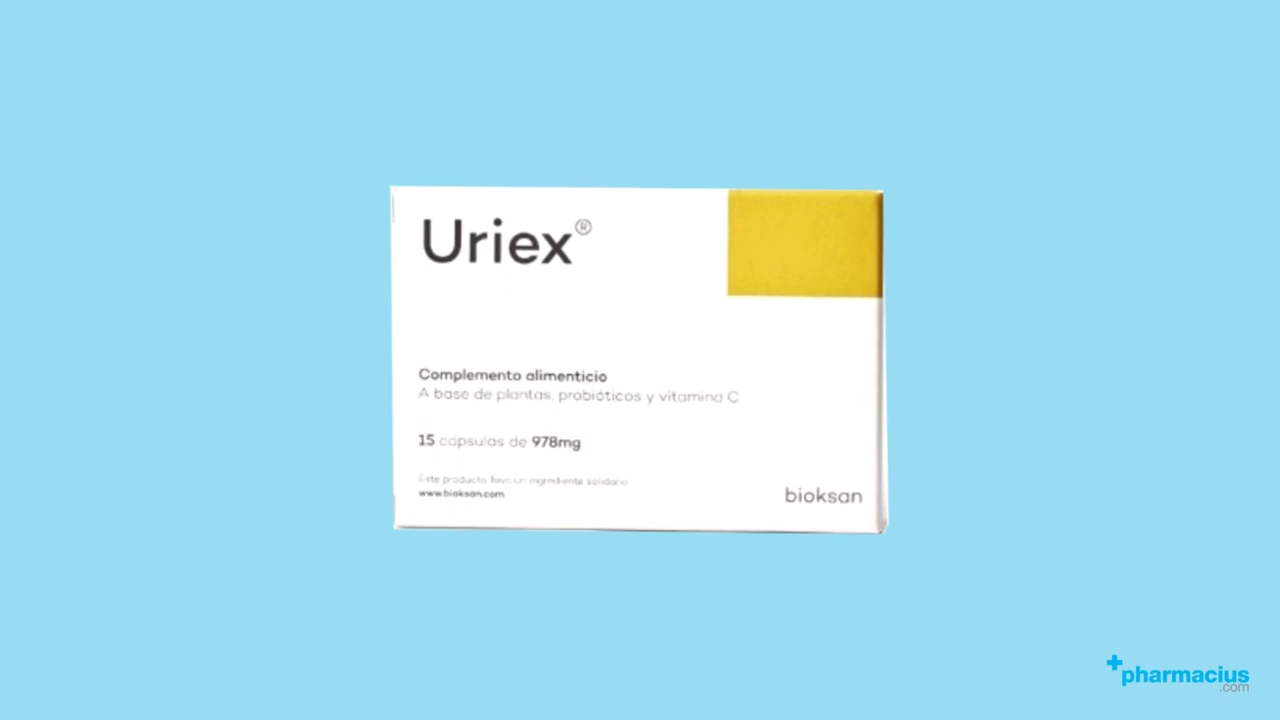 Uriex®
Complemento alimenticio
A base de plantas, probióticos y vitamina C
15 cápsulas de 978mg
Este producto lleva un ingrediente solidario
www.bioksan.com
bioksan
+pharmacius
.com